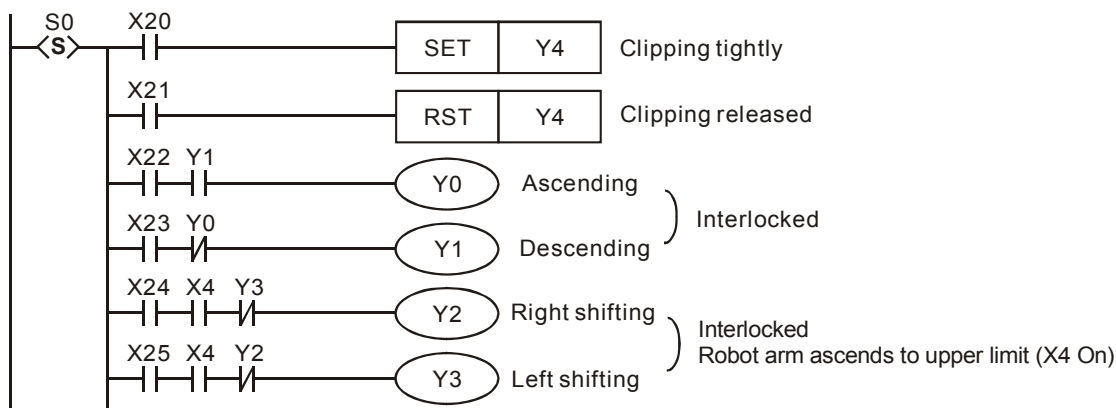 S0 X20
S SET Y4 Clipping tightly
X21
RST Y4 Clipping released
X22 Y1
Y0 Ascending
Interlocked
X23 Y0
Y1 Descending
X24 X4 Y3
Y2 Right shifting
Interlocked
Robot arm ascends to upper limit (X4 On)
X25 X4 Y2
Y3 Left shifting